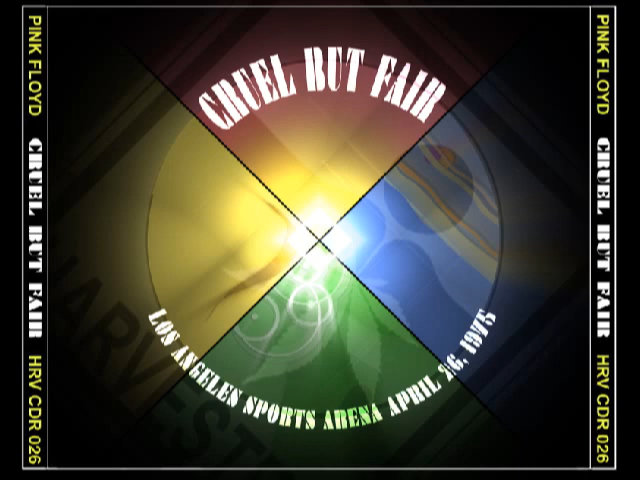 CRUEL BUT FAIR
LOS ANGELES SPORTS ARENA APRIL 26, 1975
PINK FLOYD CRUEL BUT FAIR HRV CDR 026
PINK FLOYD CRUEL BUT FAIR HRV CDR 026
HARVEST